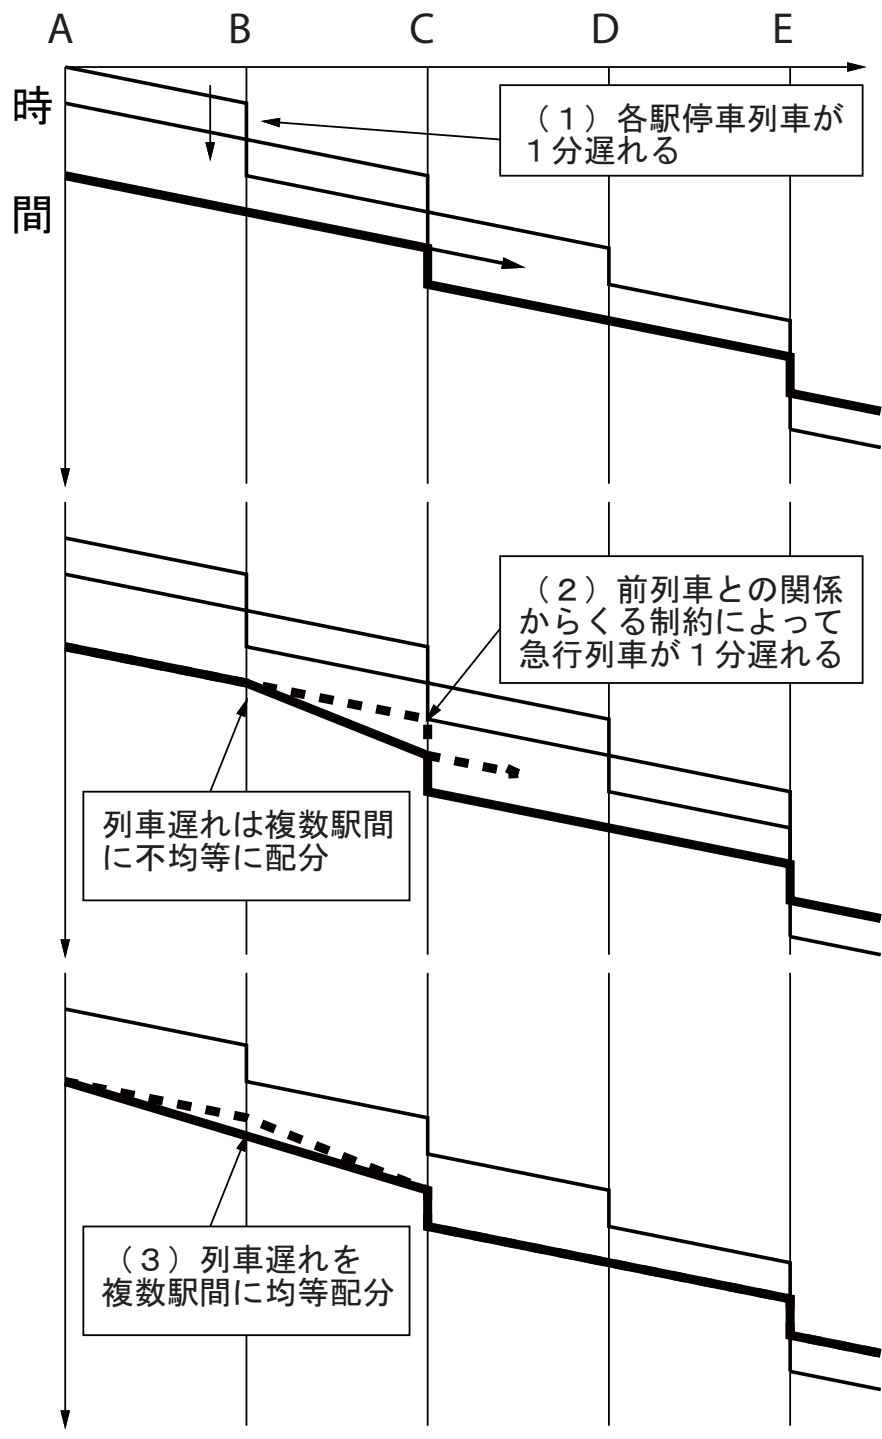 A B C D E
時
間
（１）各駅停車列車が
１分遅れる
（２）前列車との関係
からくる制約によって
急行列車が１分遅れる
列車遅れは複数駅間
に不均等に配分
（３）列車遅れを
複数駅間に均等配分